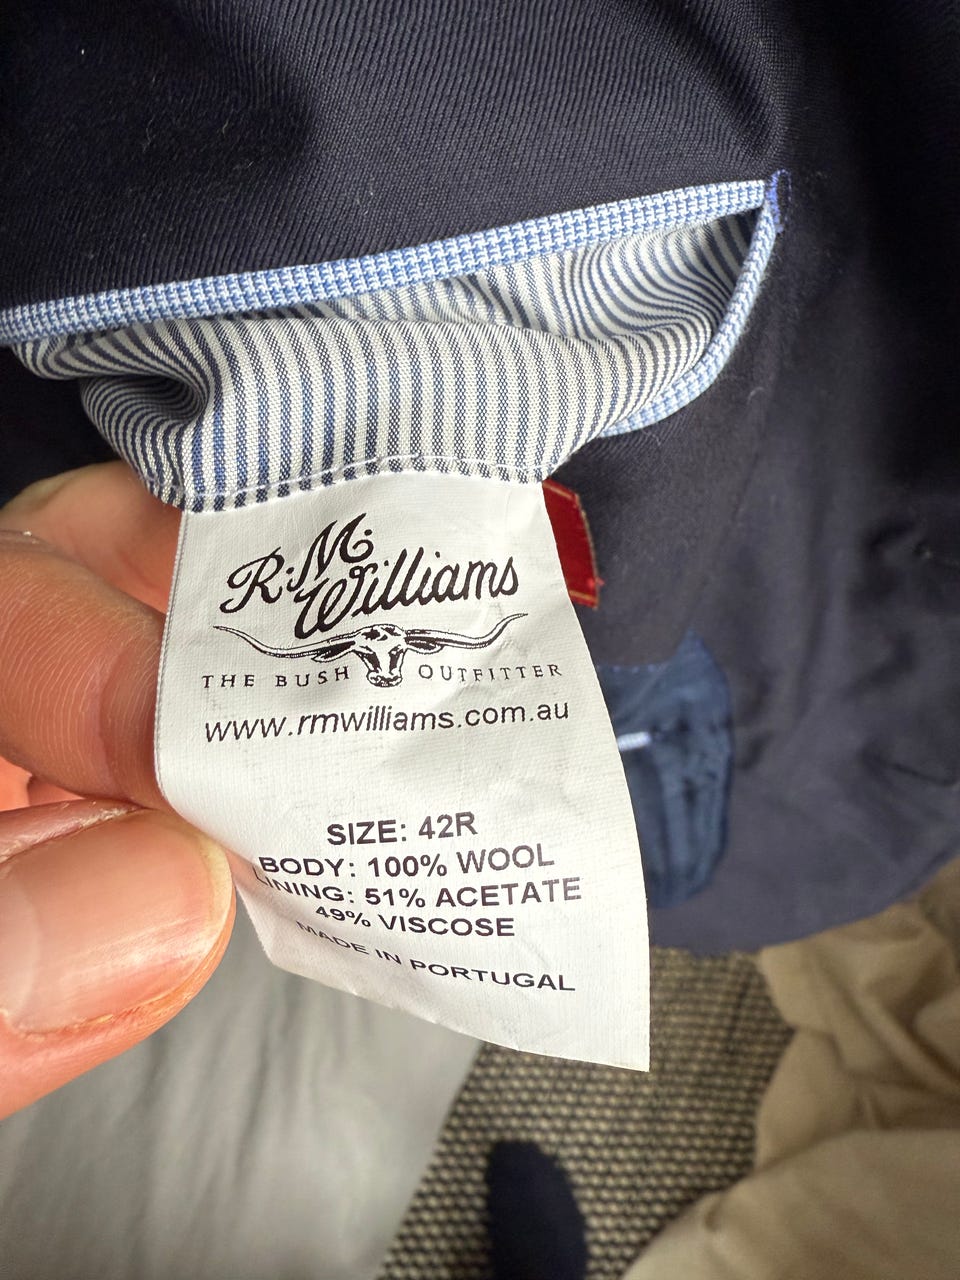 R.M.
Williams
THE BUSH OUTFITTER
www.rmwilliams.com.au
SIZE: 42R
BODY: 100% WOOL
LINING: 51% ACETATE
49% VISCOSE
MADE IN PORTUGAL